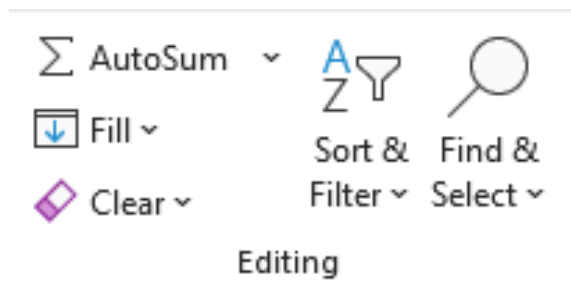 AutoSum
Fill
Clear
Sort &
Filter
Find &
Select
Editing